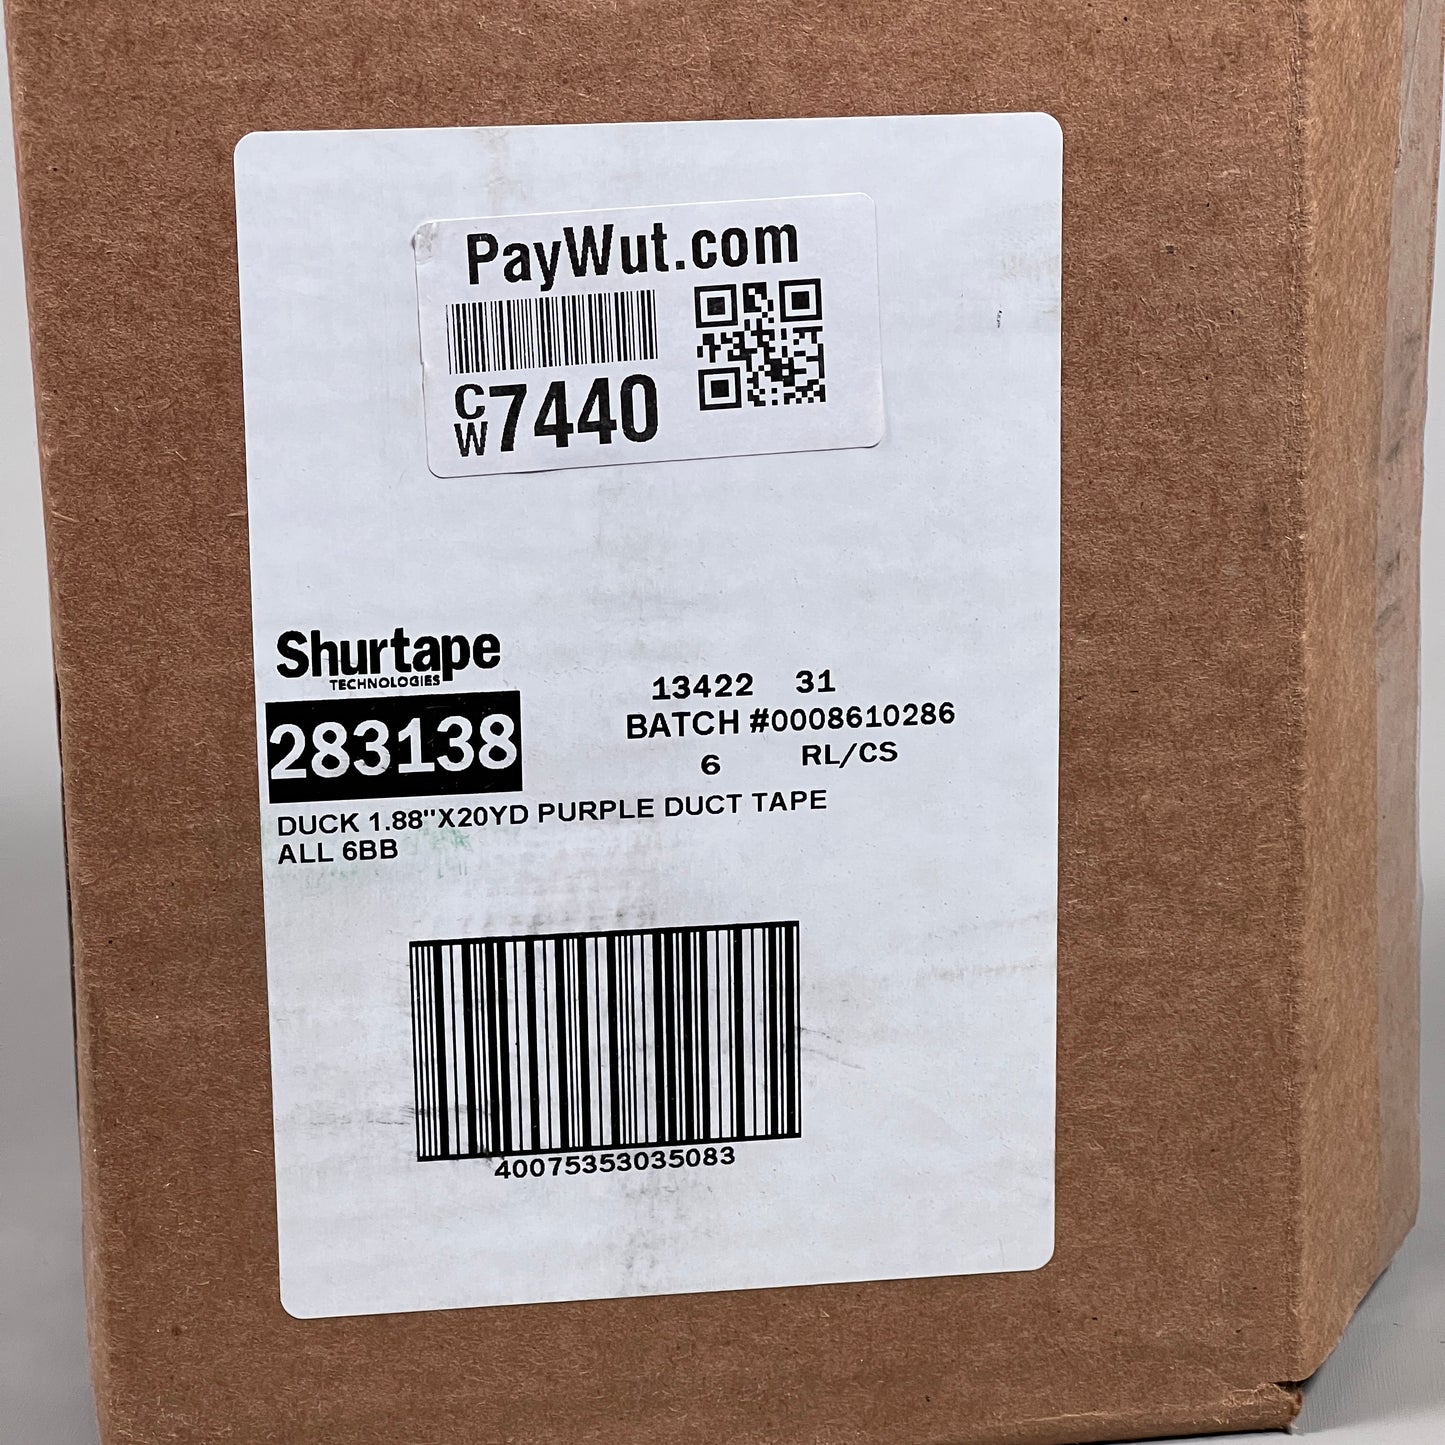 PayWut.com
CW7440
Shurtape
TECHNOLOGIES
283138
13422 31
BATCH #0008610286
6 RL/CS
DUCK 1.88"X20YD PURPLE DUCT TAPE
ALL 6BB
40075353035083